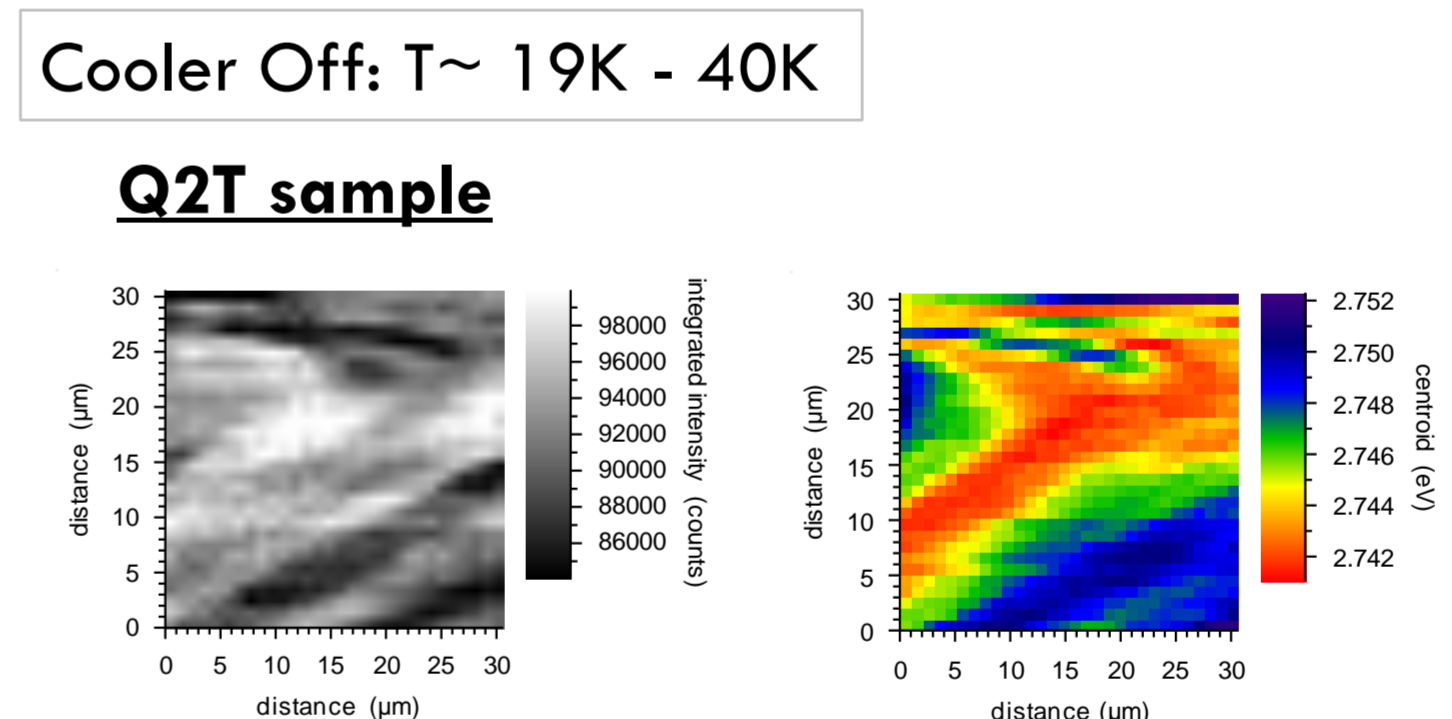 Cooler Off: T~ 19K - 40K
Q2T sample
30
25
20
15
10
5
0
distance (µm)
0 5 10 15 20 25 30
distance (µm)
98000
96000
94000
92000
90000
88000
86000
integrated intensity (counts)
30
25
20
15
10
5
0
distance (µm)
0 5 10 15 20 25 30
distance (µm)
2.752
2.750
2.748
2.746
2.744
2.742
centroid (eV)